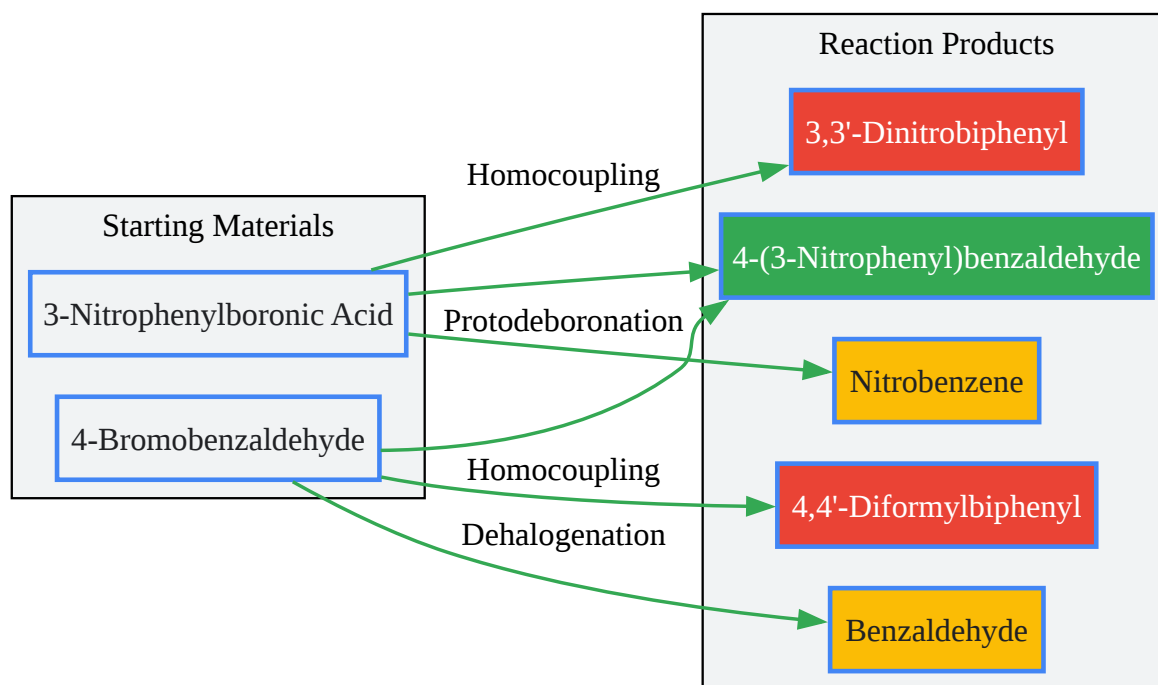 Reaction Products
3,3'-Dinitrobiphenyl
Homocoupling
Starting Materials
4-(3-Nitrophenyl)benzaldehyde
3-Nitrophenylboronic Acid
Protodeboronation
Nitrobenzene
4-Bromobenzaldehyde
Homocoupling
4,4'-Diformylbiphenyl
Dehalogenation
Benzaldehyde